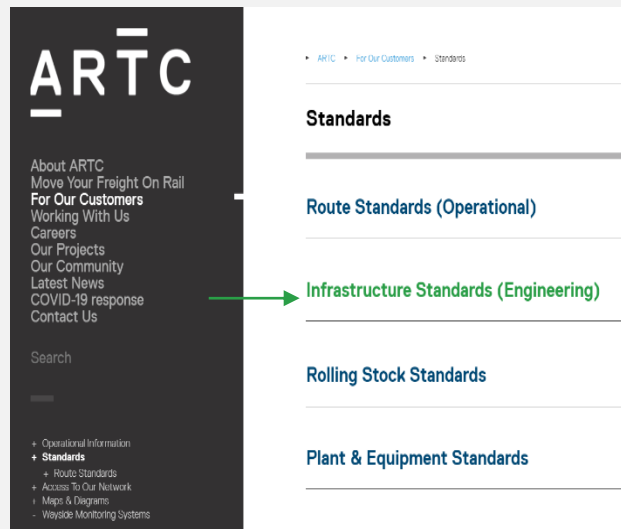 ARTC
About ARTC
Move Your Freight On Rail
For Our Customers
Working With Us
Careers
Our Projects
Our Community
Latest News
COVID-19 response
Contact Us
Search
+ Operational Information
+ Standards
+ Route Standards
+ Access To Our Network
+ Maps & Diagrams
- Wayside Monitoring Systems
ARTC For Our Customers Standards
Standards
Route Standards (Operational)
Infrastructure Standards (Engineering)
Rolling Stock Standards
Plant & Equipment Standards